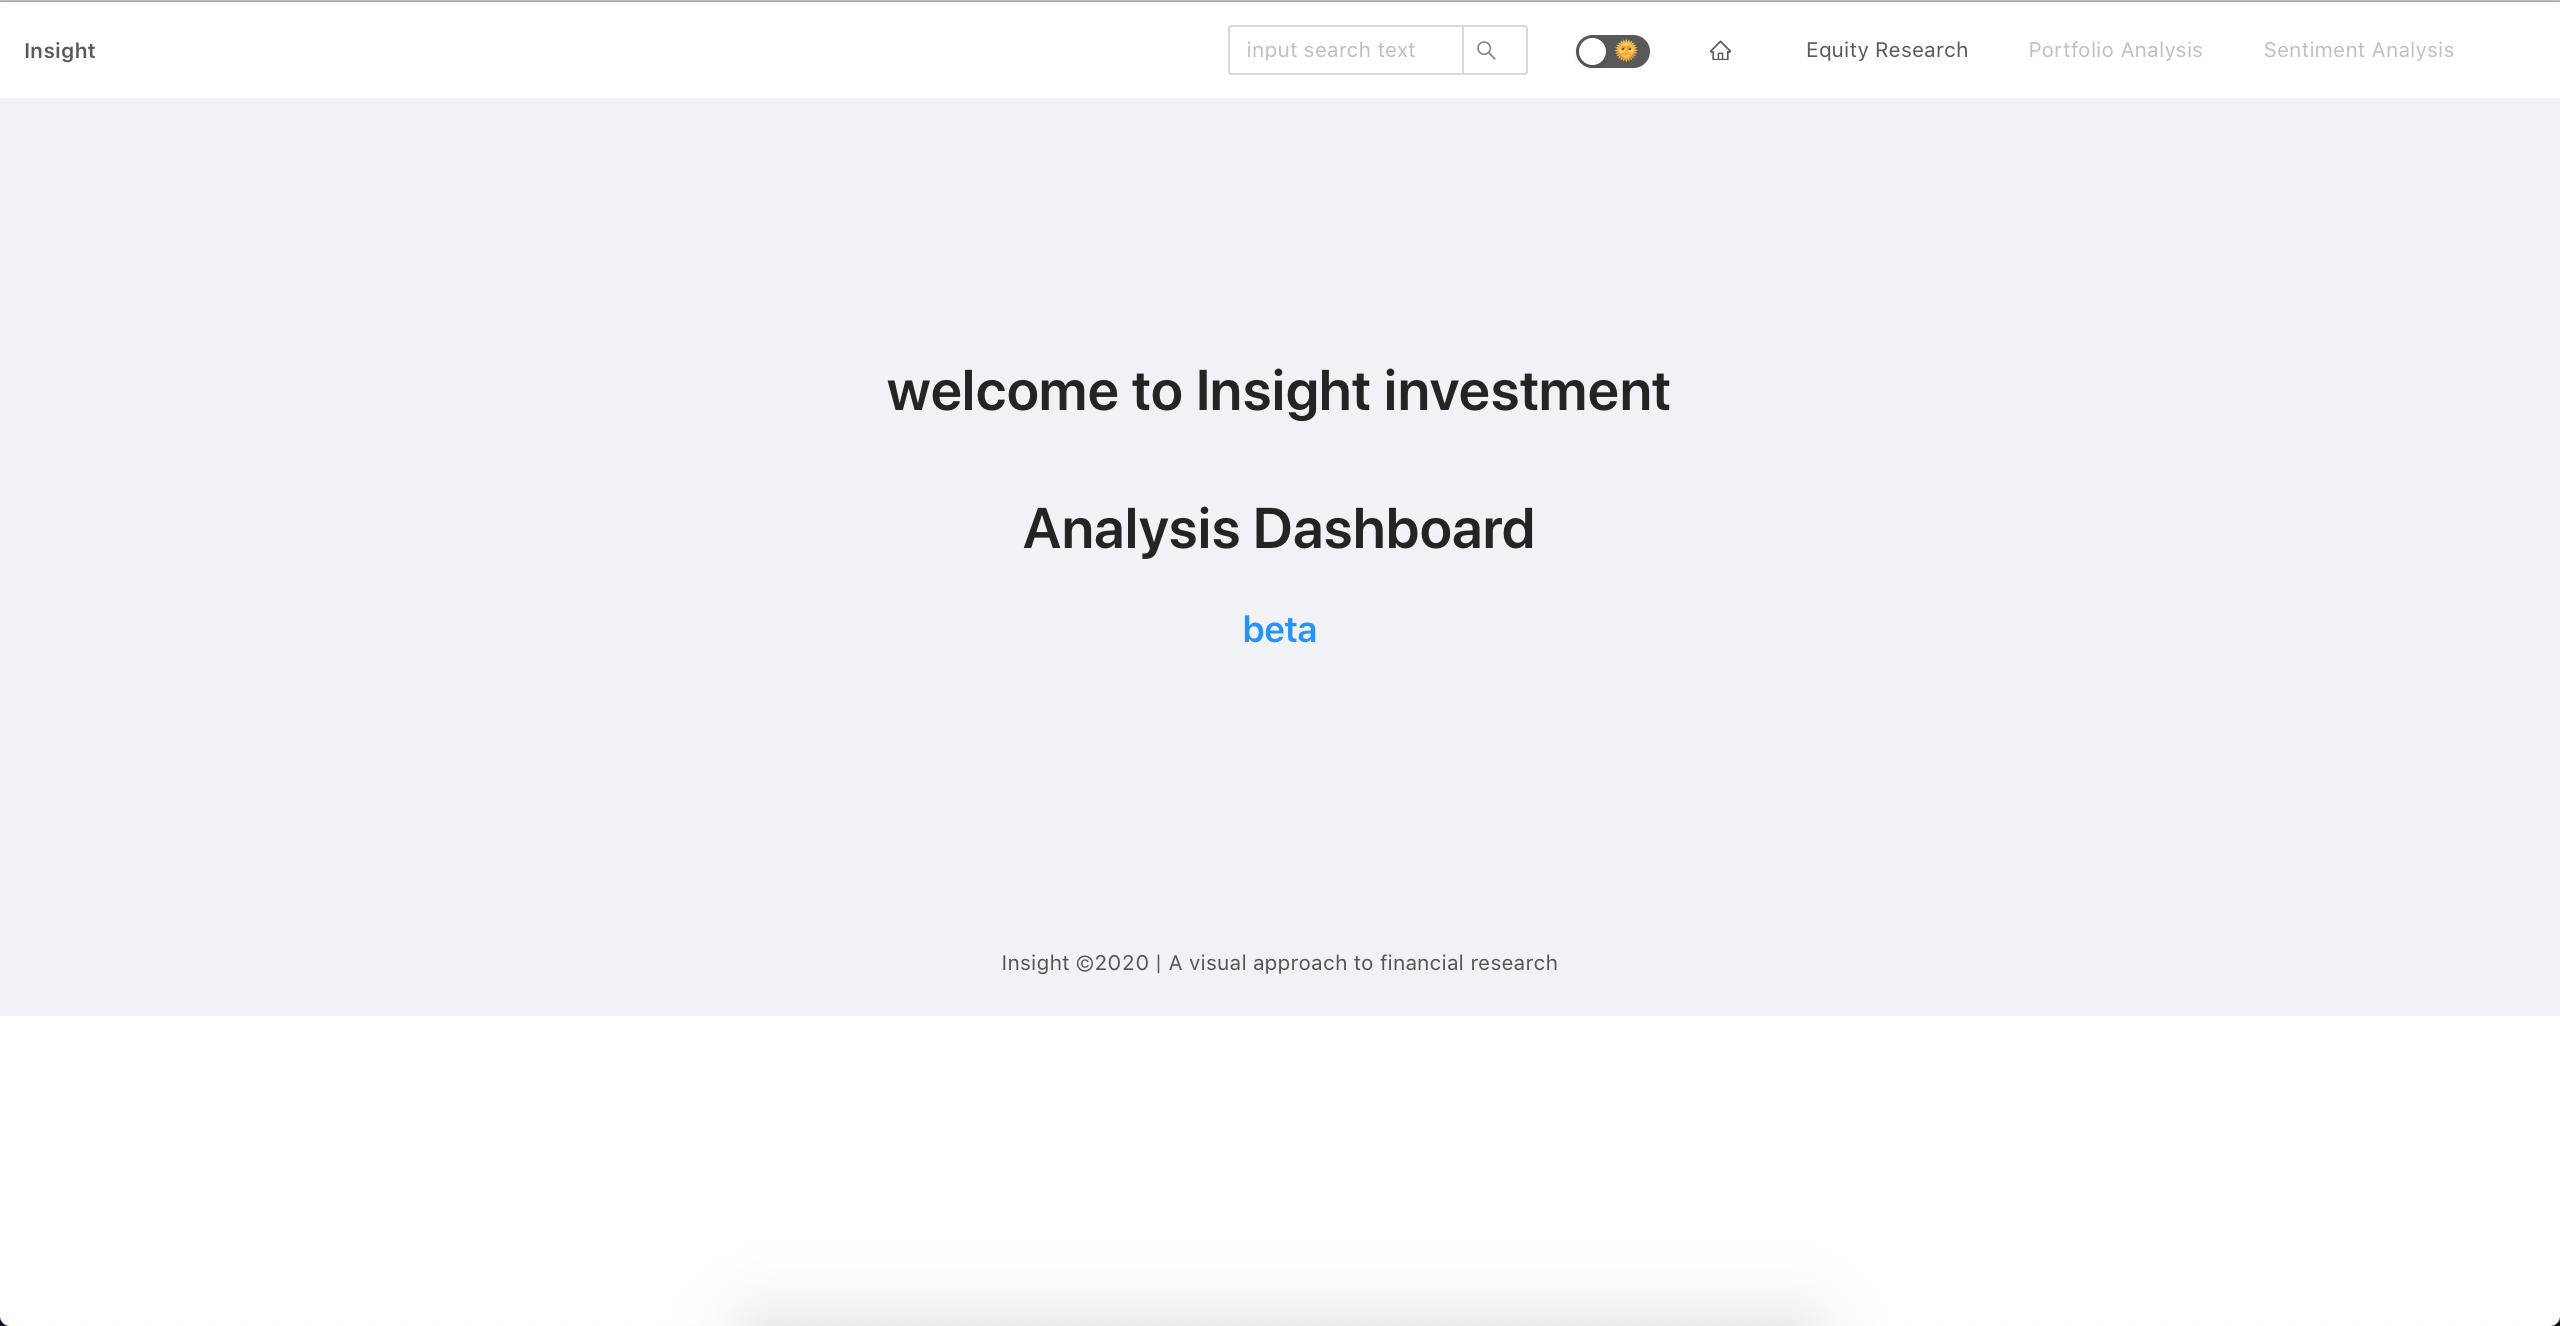 Insight
input search text
Equity Research
Portfolio Analysis
Sentiment Analysis
welcome to Insight investment
Analysis Dashboard
beta
Insight ©2020 | A visual approach to financial research